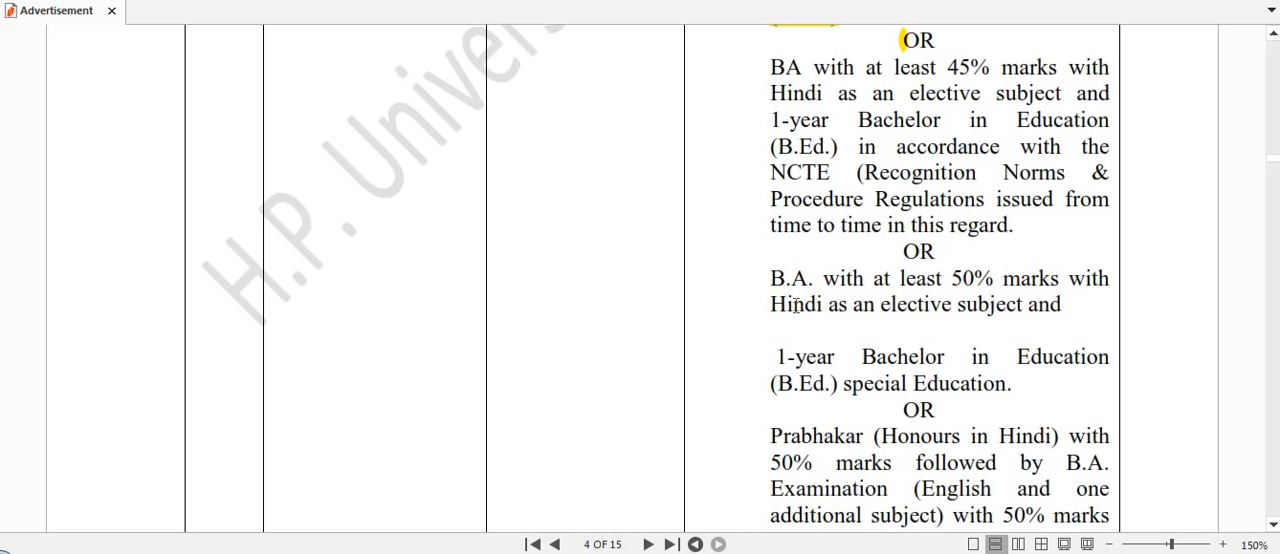 Advertisement
OR
BA with at least 45% marks with
Hindi as an elective subject and
1-year Bachelor in Education
(B.Ed.) in accordance with the
NCTE (Recognition Norms &
Procedure Regulations issued from
time to time in this regard.
OR
B.A. with at least 50% marks with
Hindi as an elective subject and
1-year Bachelor in Education
(B.Ed.) special Education.
OR
Prabhakar (Honours in Hindi) with
50% marks followed by B.A.
Examination (English and one
additional subject) with 50% marks
H.P. Univer
4 OF 15
150%